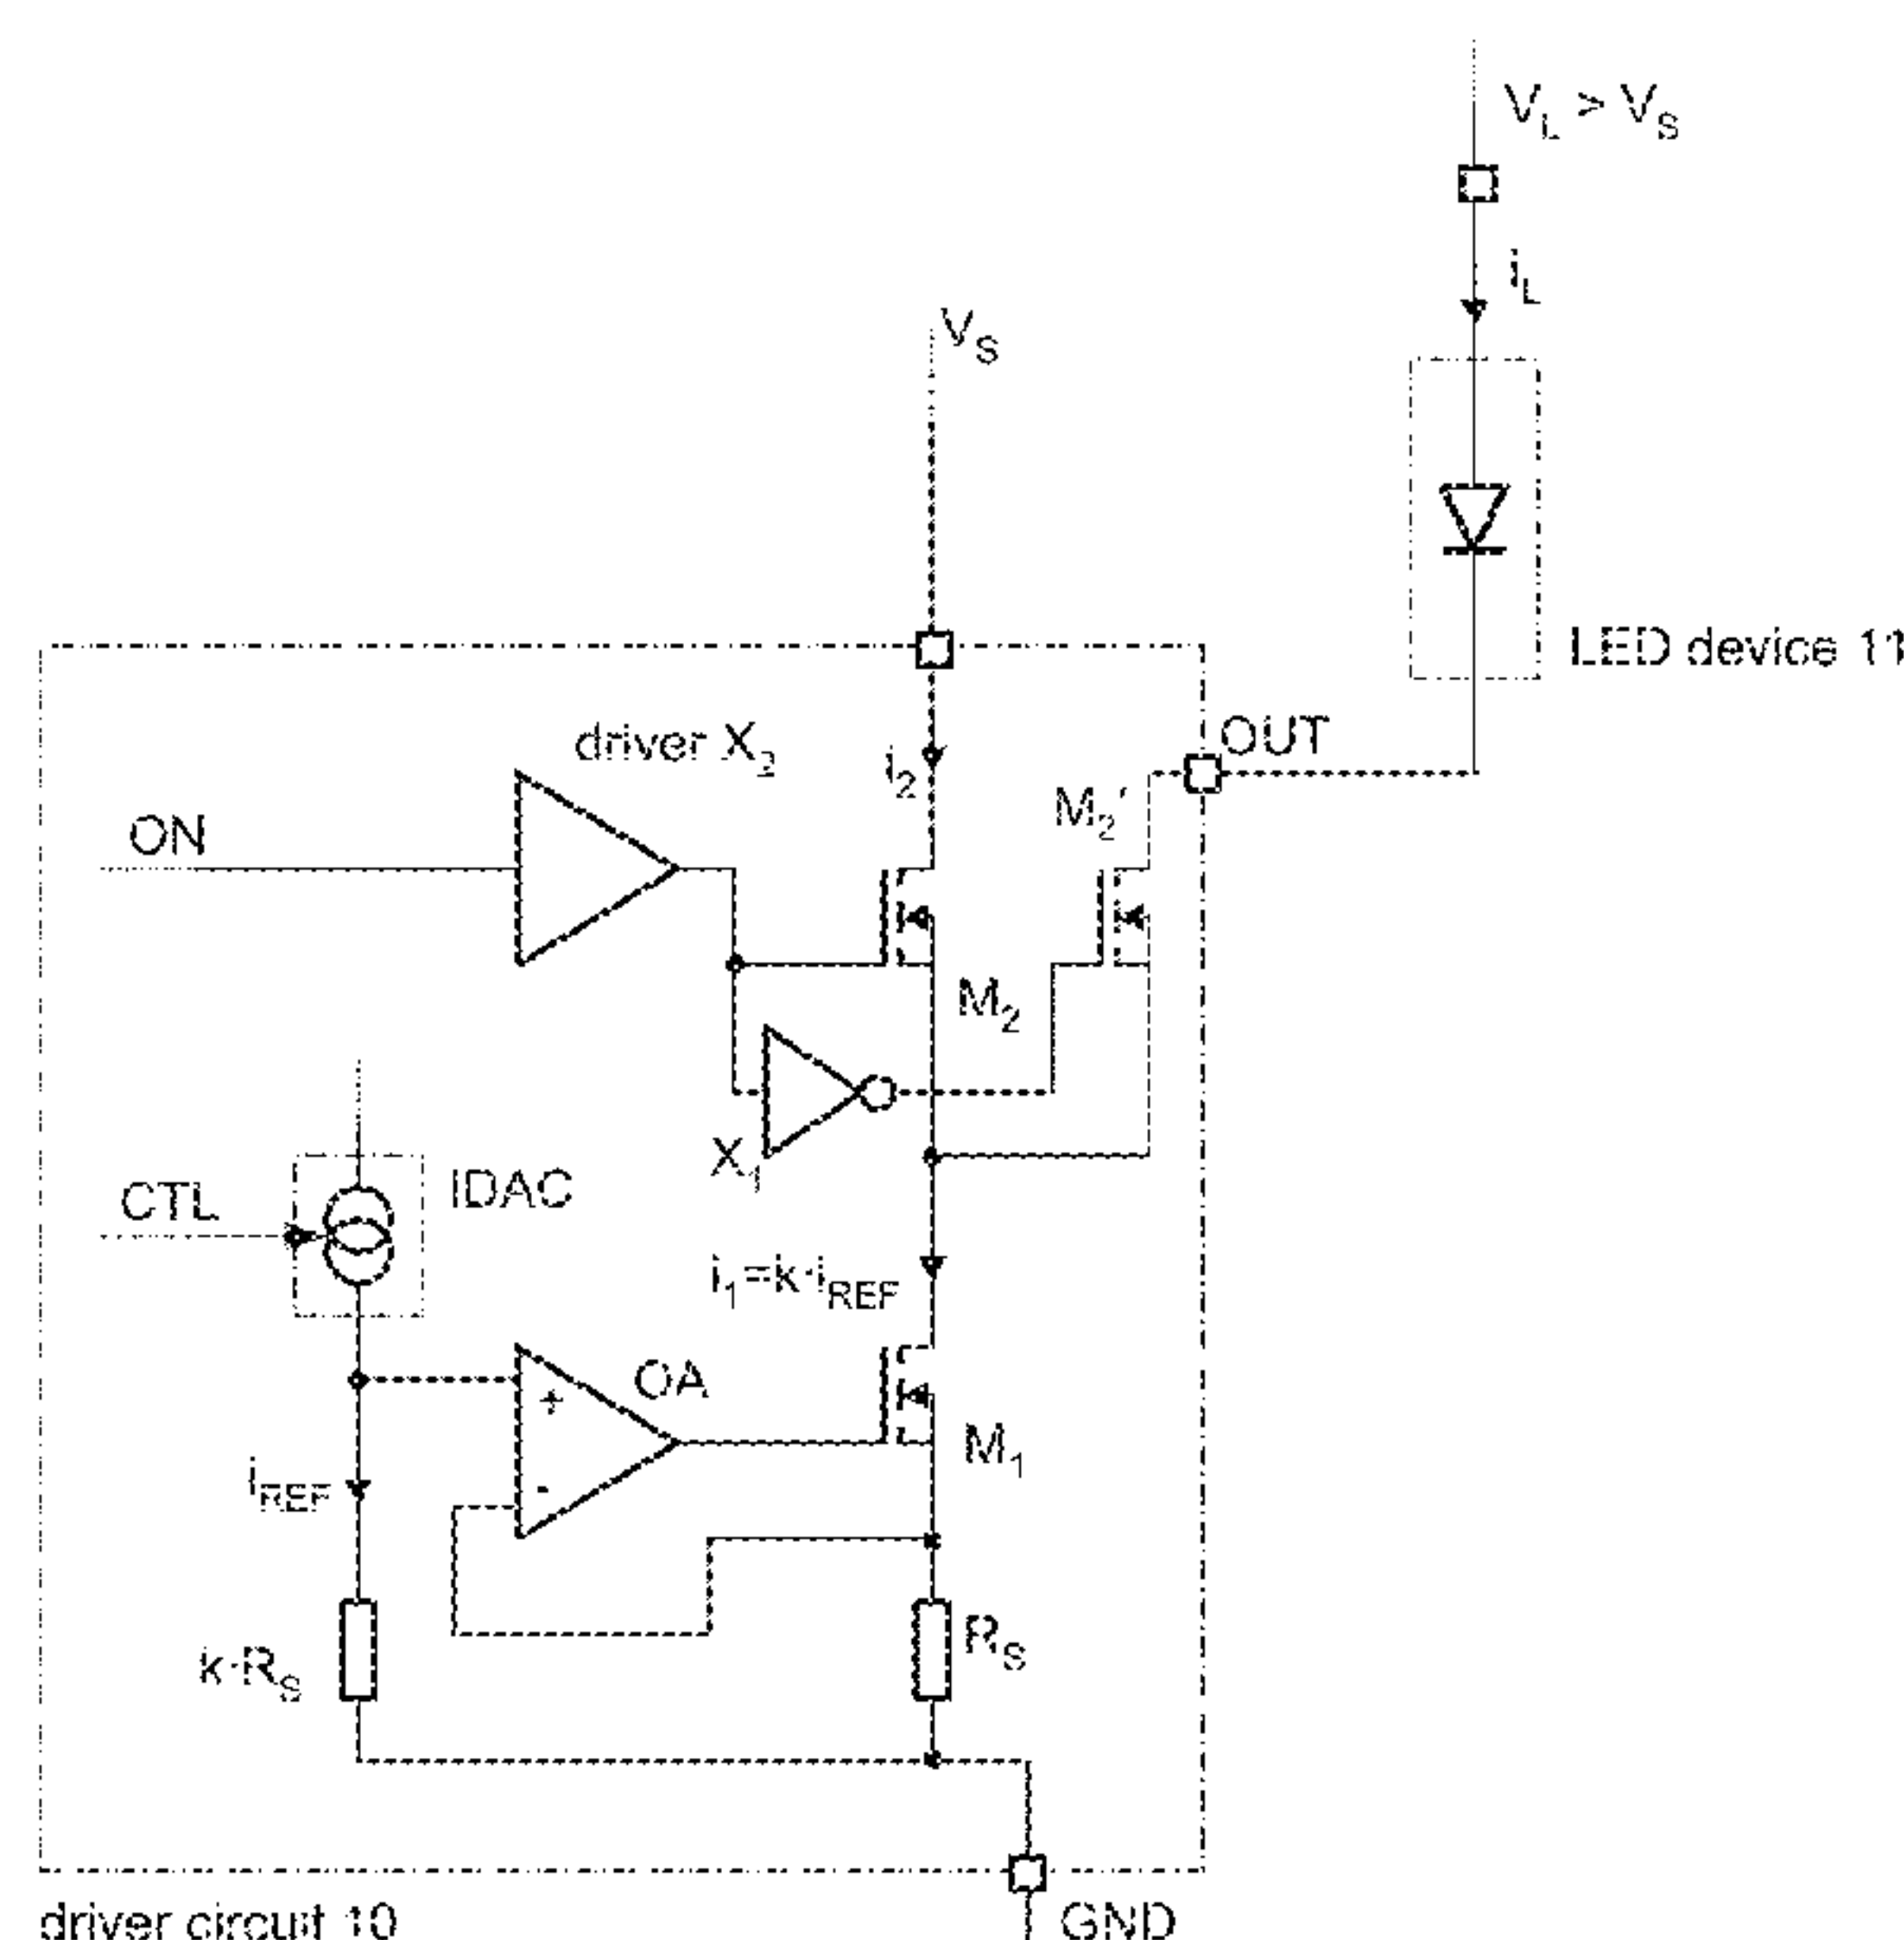 V_L > V_S
i_L
V_S
LED device 11
driver X_2
i_2
OUT
M_2'
ON
M_2
X_1
IDAC
CTL
i_1=k·i_REF
OA
+
M_1
i_REF
-
R_S
k·R_S
driver circuit 10
GND